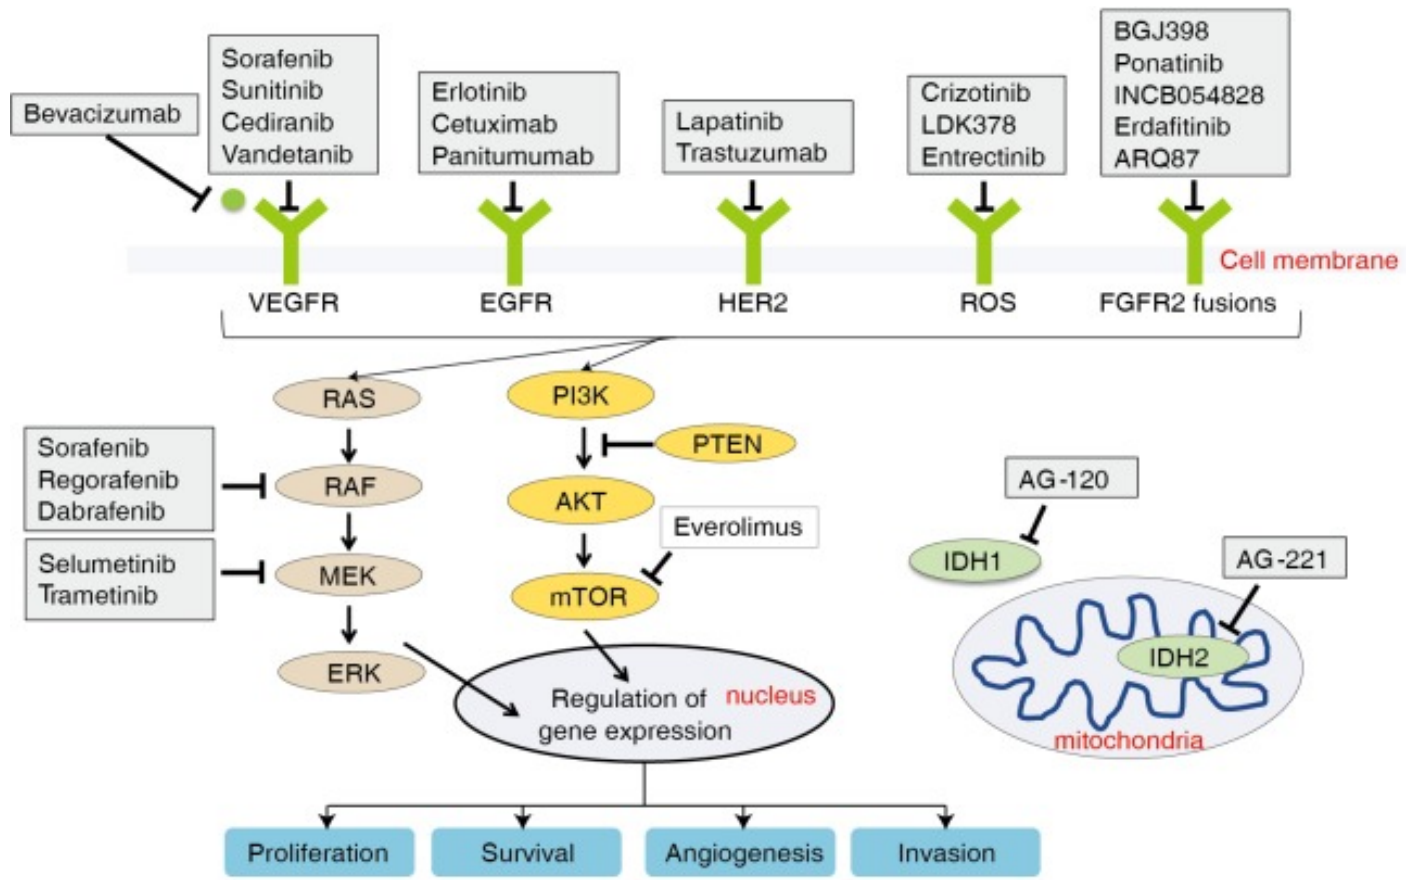 Bevacizumab
Sorafenib
Sunitinib
Cediranib
Vandetanib
Erlotinib
Cetuximab
Panitumumab
Lapatinib
Trastuzumab
Crizotinib
LDK378
Entrectinib
BGJ398
Ponatinib
INCB054828
Erdafitinib
ARQ87
Cell membrane
VEGFR
EGFR
HER2
ROS
FGFR2 fusions
RAS
PI3K
PTEN
Sorafenib
Regorafenib
Dabrafenib
RAF
AKT
Everolimus
AG-120
IDH1
AG-221
Selumetinib
Trametinib
MEK
mTOR
ERK
IDH2
mitochondria
Regulation of
gene expression
nucleus
Proliferation
Survival
Angiogenesis
Invasion